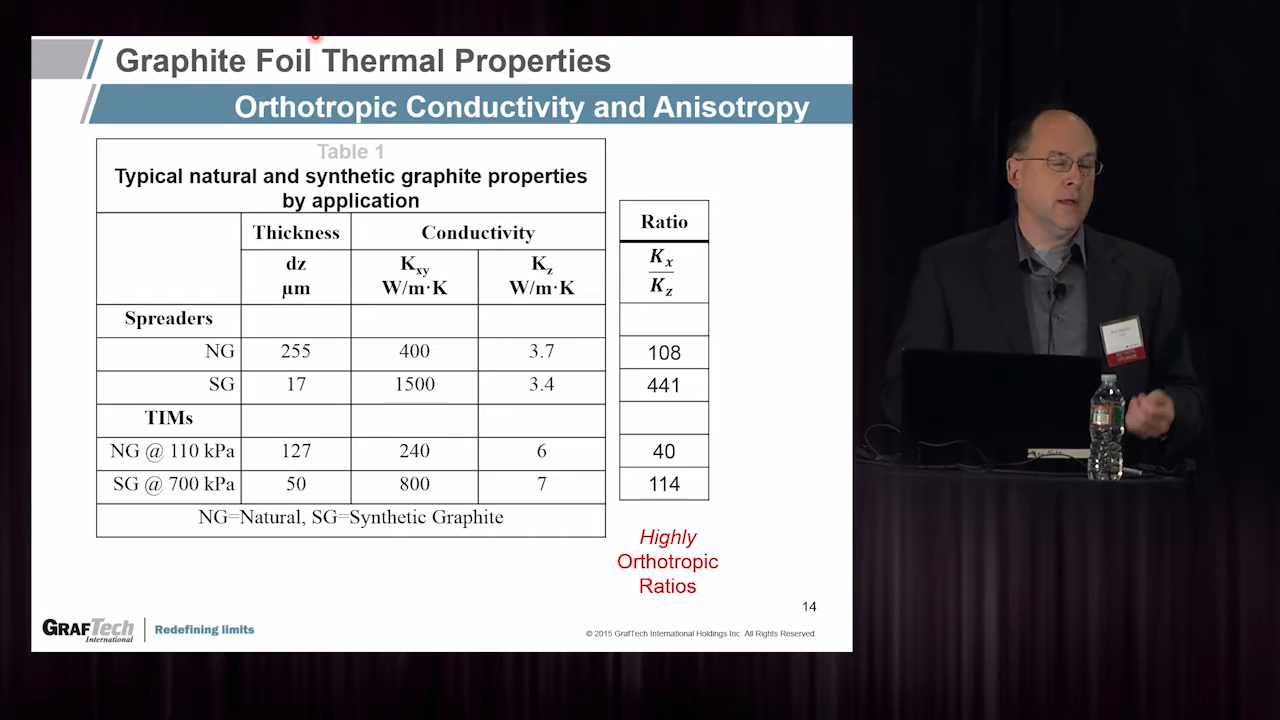 Graphite Foil Thermal Properties
Orthotropic Conductivity and Anisotropy
Table 1
Typical natural and synthetic graphite properties
by application
Thickness Conductivity
dz Kxy Kz
µm W/m·K W/m·K
Spreaders
NG 255 400 3.7
SG 17 1500 3.4
TIMs
NG @ 110 kPa 127 240 6
SG @ 700 kPa 50 800 7
NG=Natural, SG=Synthetic Graphite
Ratio
Kx
Kz
108
441
40
114
Highly
Orthotropic
Ratios
14
GRAFTech
International
Redefining limits
© 2015 GrafTech International Holdings Inc. All Rights Reserved.